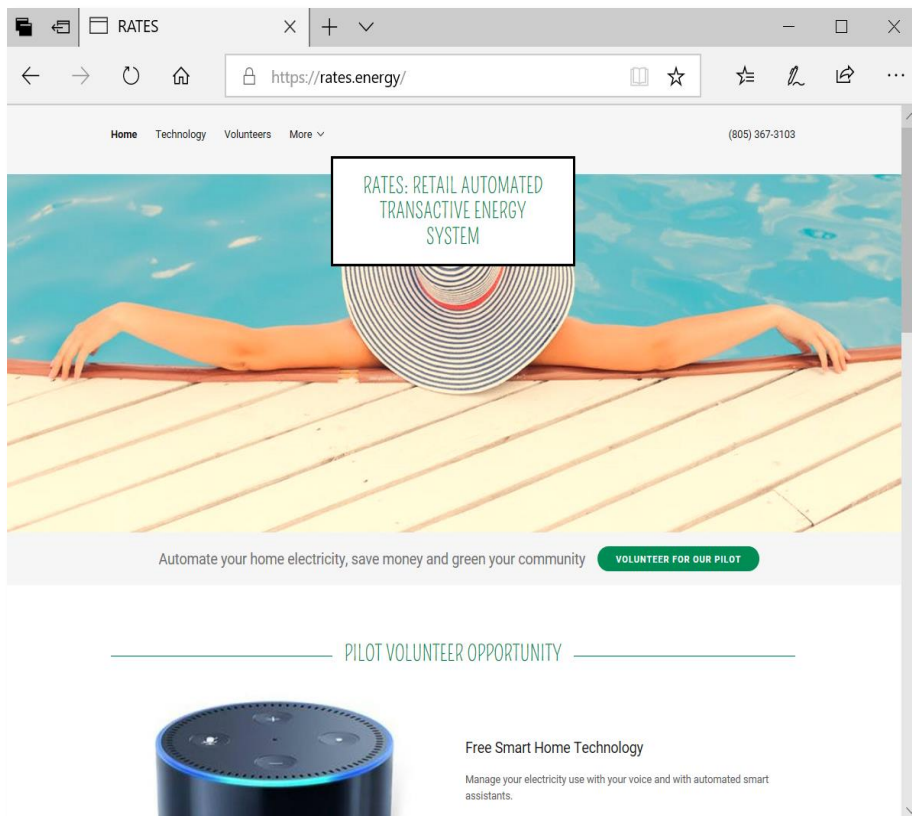 RATES
https://rates.energy/
Home Technology Volunteers More
(805) 367-3103
RATES: RETAIL AUTOMATED
TRANSACTIVE ENERGY
SYSTEM
Automate your home electricity, save money and green your community
VOLUNTEER FOR OUR PILOT
PILOT VOLUNTEER OPPORTUNITY
Free Smart Home Technology
Manage your electricity use with your voice and with automated smart
assistants.